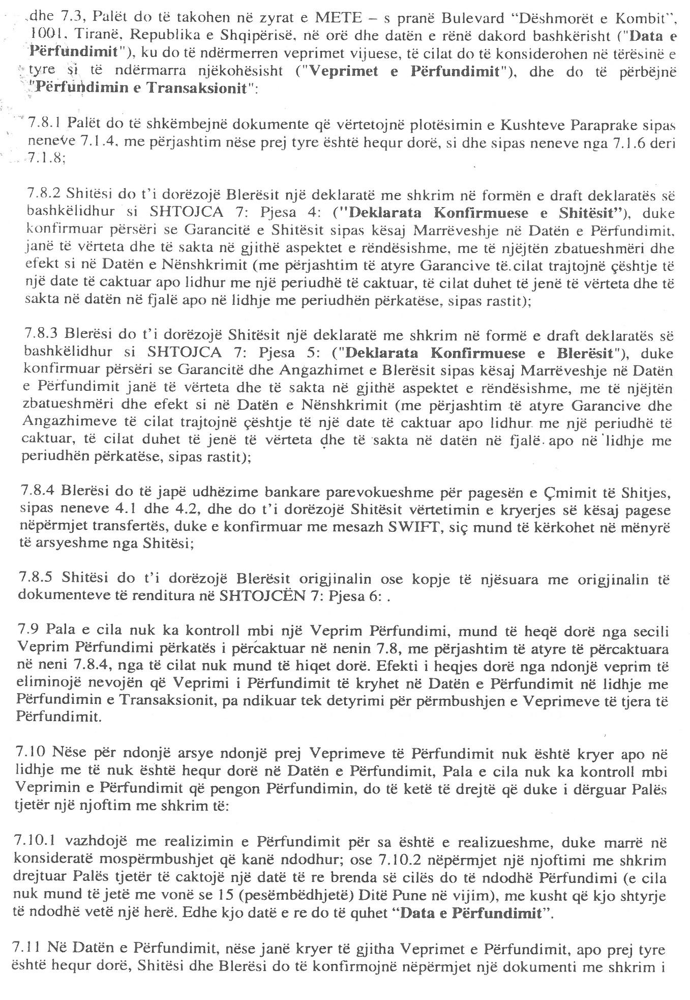 dhe 7.3, Palët do të takohen në zyrat e METE – s pranë Bulevard “Dëshmorët e Kombit”,
1001, Tiranë, Republika e Shqipërisë, në orë dhe datën e rënë dakord bashkërisht ("Data e
Përfundimit"), ku do të ndërmerren veprimet vijuese, të cilat do të konsiderohen në tërësinë e
tyre si të ndërmarra njëkohësisht ("Veprimet e Përfundimit"), dhe do të përbëjnë
"Përfundimin e Transaksionit":
7.8.1 Palët do të shkëmbejnë dokumente që vërtetojnë plotësimin e Kushteve Paraprake sipas
neneve 7.1.4, me përjashtim nëse prej tyre është hequr dorë, si dhe sipas neneve nga 7.1.6 deri
7.1.8;
7.8.2 Shitësi do t’i dorëzojë Blerësit një deklaratë me shkrim në formën e draft deklaratës së
bashkëlidhur si SHTOJCA 7: Pjesa 4: ("Deklarata Konfirmuese e Shitësit”), duke
konfirmuar përsëri se Garancitë e Shitësit sipas kësaj Marrëveshje në Datën e Përfundimit,
janë të vërteta dhe të sakta në gjithë aspektet e rëndësishme, me të njëjtën zbatueshmëri dhe
efekt si në Datën e Nënshkrimit (me përjashtim të atyre Garancive të cilat trajtojnë çështje të
një date të caktuar apo lidhur me një periudhë të caktuar, të cilat duhet të jenë të vërteta dhe të
sakta në datën në fjalë apo në lidhje me periudhën përkatëse, sipas rastit);
7.8.3 Blerësi do t’i dorëzojë Shitësit një deklaratë me shkrim në formë e draft deklaratës së
bashkëlidhur si SHTOJCA 7: Pjesa 5: ("Deklarata Konfirmuese e Blerësit"), duke
konfirmuar përsëri se Garancitë dhe Angazhimet e Blerësit sipas kësaj Marrëveshje në Datën
e Përfundimit janë të vërteta dhe të sakta në gjithë aspektet e rëndësishme, me të njëjtën
zbatueshmëri dhe efekt si në Datën e Nënshkrimit (me përjashtim të atyre Garancive dhe
Angazhimeve të cilat trajtojnë çështje të një date të caktuar apo lidhur me një periudhë të
caktuar, të cilat duhet të jenë të vërteta dhe të sakta në datën në fjalë apo në lidhje me
periudhën përkatëse, sipas rastit);
7.8.4 Blerësi do të japë udhëzime bankare parevokueshme për pagesën e Çmimit të Shitjes,
sipas neneve 4.1 dhe 4.2, dhe do t’i dorëzojë Shitësit vërtetimin e kryerjes së kësaj pagese
nëpërmjet transfertës, duke e konfirmuar me mesazh SWIFT, siç mund të kërkohet në mënyrë
të arsyeshme nga Shitësi;
7.8.5 Shitësi do t’i dorëzojë Blerësit origjinalin ose kopje të njësuara me origjinalin të
dokumenteve të renditura në SHTOJCËN 7: Pjesa 6: .
7.9 Pala e cila nuk ka kontroll mbi një Veprim Përfundimi, mund të heqë dorë nga secili
Veprim Përfundimi përkatës i përcaktuar në nenin 7.8, me përjashtim të atyre të përcaktuara
në neni 7.8.4, nga të cilat nuk mund të hiqet dorë. Efekti i heqjes dorë nga ndonjë veprim të
eliminojë nevojën që Veprimi i Përfundimit të kryhet në Datën e Përfundimit në lidhje me
Përfundimin e Transaksionit, pa ndikuar tek detyrimi për përmbushjen e Veprimeve të tjera të
Përfundimit.
7.10 Nëse për ndonjë arsye ndonjë prej Veprimeve të Përfundimit nuk është kryer apo në
lidhje me të nuk është hequr dorë në Datën e Përfundimit, Pala e cila nuk ka kontroll mbi
Veprimin e Përfundimit që pengon Përfundimin, do të ketë të drejtë që duke i dërguar Palës
tjetër një njoftim me shkrim të:
7.10.1 vazhdojë me realizimin e Përfundimit për sa është e realizueshme, duke marrë në
konsideratë mospërmbushjet që kanë ndodhur; ose 7.10.2 nëpërmjet një njoftimi me shkrim
drejtuar Palës tjetër të caktojë një datë të re brenda së cilës do të ndodhë Përfundimi (e cila
nuk mund të jetë me vonë se 15 (pesëmbëdhjetë) Ditë Pune në vijim), me kusht që kjo shtyrje
të ndodhë vetë një herë. Edhe kjo datë e re do të quhet “Data e Përfundimit”.
7.11 Në Datën e Përfundimit, nëse janë kryer të gjitha Veprimet e Përfundimit, apo prej tyre
është hequr dorë, Shitësi dhe Blerësi do të konfirmojnë nëpërmjet një dokumenti me shkrim i